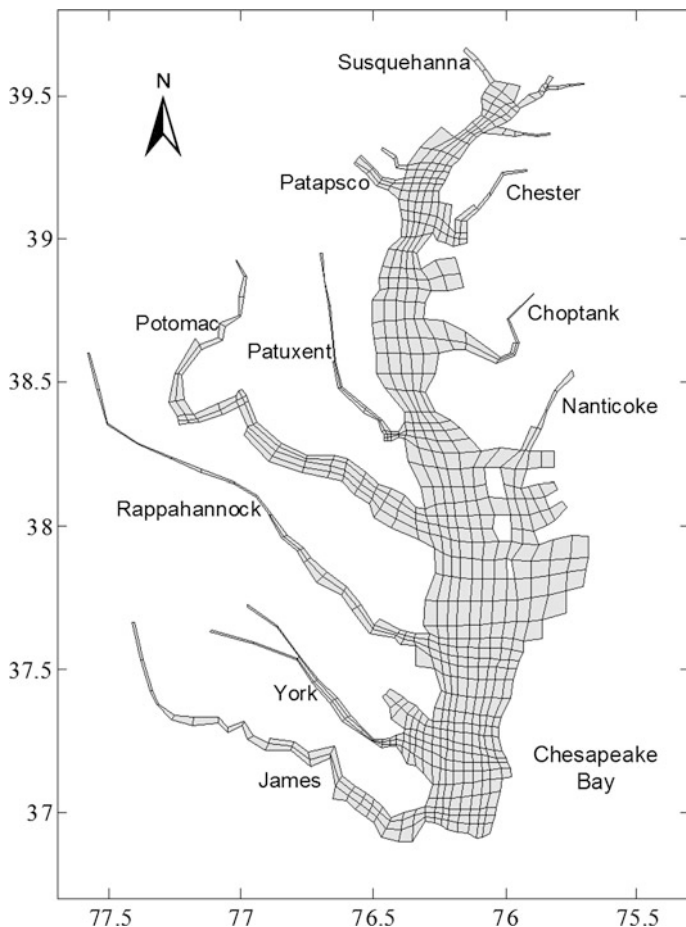 Susquehanna
39.5
N
Patapsco
Chester
39
Potomac
Choptank
Patuxent
38.5
Nanticoke
Rappahannock
38
37.5
York
James
Chesapeake
Bay
37
77.5
77
76.5
76
75.5